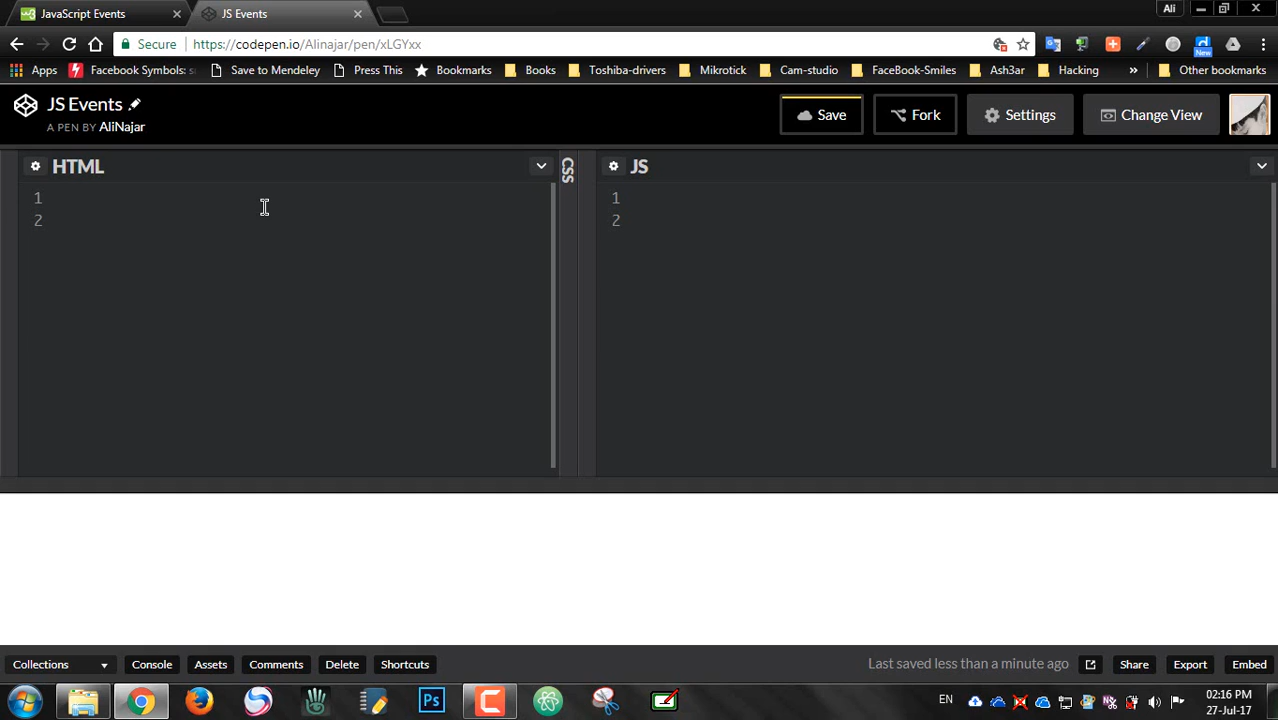 JavaScript Events
JS Events
Ali
Secure
https://codepen.io/Alinajar/pen/xLGYxx
New
Apps
Facebook Symbols: s
Save to Mendeley
Press This
Bookmarks
Books
Toshiba-drivers
Mikrotick
Cam-studio
FaceBook-Smiles
Ash3ar
Hacking
»
Other bookmarks
JS Events
A PEN BY AliNajar
Save
Fork
Settings
Change View
HTML
CSS
JS
1
2
1
2
Collections
Console
Assets
Comments
Delete
Shortcuts
Last saved less than a minute ago
Share
Export
Embed
Ps
EN
02:16 PM
27-Jul-17